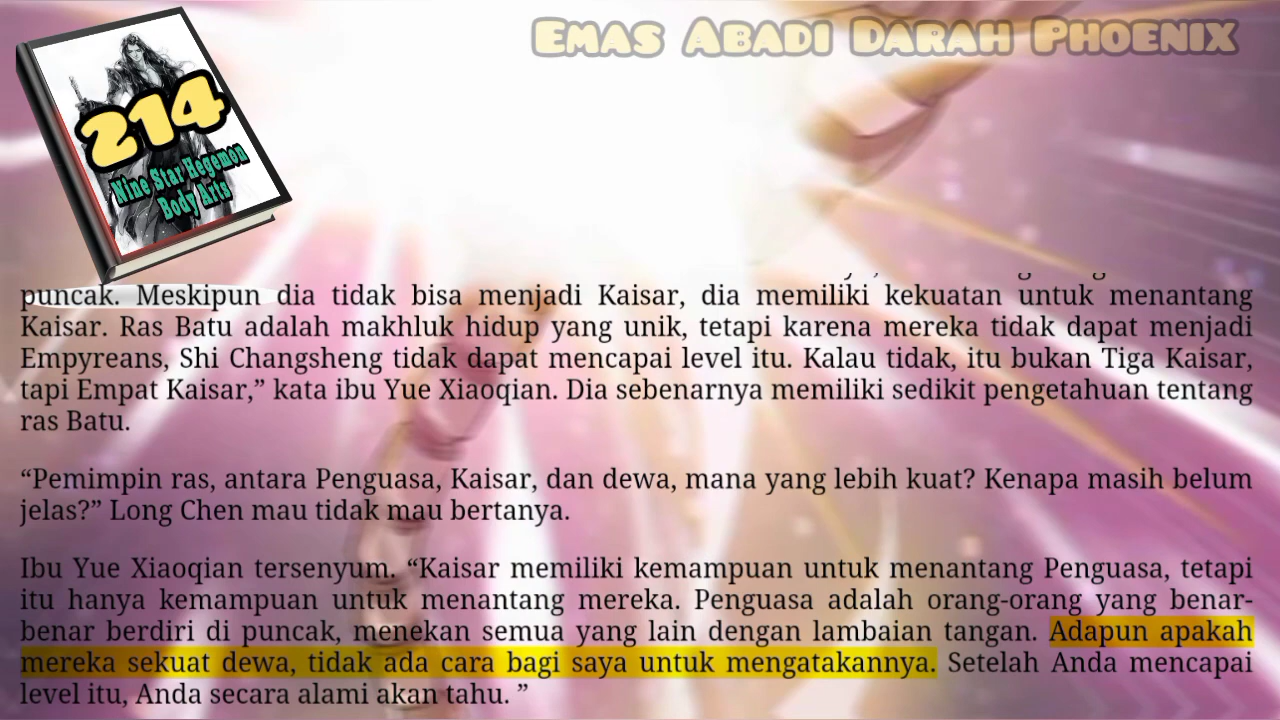 Emas Abadi Darah Phoenix
214
Nine Star Hegemon
Body Arts
puncak. Meskipun dia tidak bisa menjadi Kaisar, dia memiliki kekuatan untuk menantang
Kaisar. Ras Batu adalah makhluk hidup yang unik, tetapi karena mereka tidak dapat menjadi
Empyreans, Shi Changsheng tidak dapat mencapai level itu. Kalau tidak, itu bukan Tiga Kaisar,
tapi Empat Kaisar,” kata ibu Yue Xiaoqian. Dia sebenarnya memiliki sedikit pengetahuan tentang
ras Batu.
“Pemimpin ras, antara Penguasa, Kaisar, dan dewa, mana yang lebih kuat? Kenapa masih belum
jelas?” Long Chen mau tidak mau bertanya.
Ibu Yue Xiaoqian tersenyum. “Kaisar memiliki kemampuan untuk menantang Penguasa, tetapi
itu hanya kemampuan untuk menantang mereka. Penguasa adalah orang-orang yang benar-
benar berdiri di puncak, menekan semua yang lain dengan lambaian tangan. Adapun apakah
mereka sekuat dewa, tidak ada cara bagi saya untuk mengatakannya. Setelah Anda mencapai
level itu, Anda secara alami akan tahu. ”